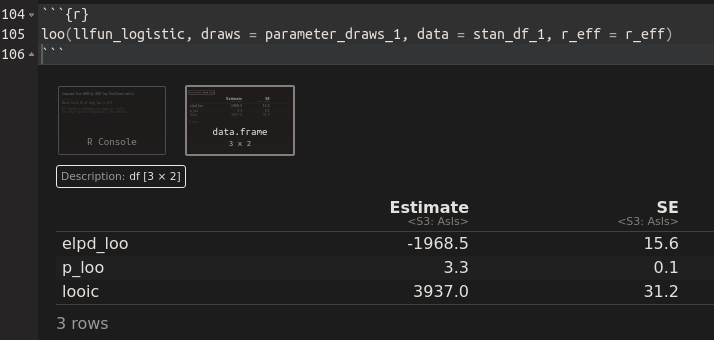 104 ```{r}
105 loo(llfun_logistic, draws = parameter_draws_1, data = stan_df_1, r_eff = r_eff)
106 ```
R Console
data.frame
3 x 2
Description: df [3 × 2]
Estimate SE
<S3: AsIs> <S3: AsIs>
elpd_loo -1968.5 15.6
p_loo 3.3 0.1
looic 3937.0 31.2
3 rows